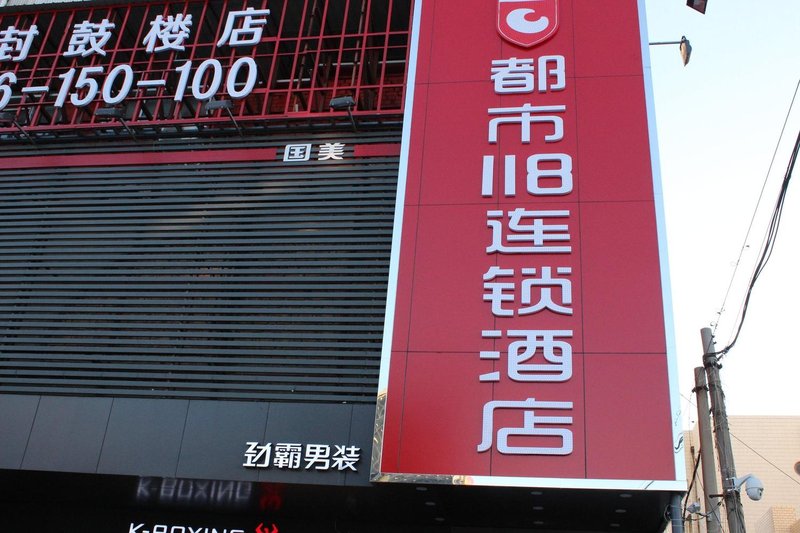 封鼓楼店
6-150-100
国美
都市118连锁酒店
劲霸男装
K-BOXING
K-BOXING